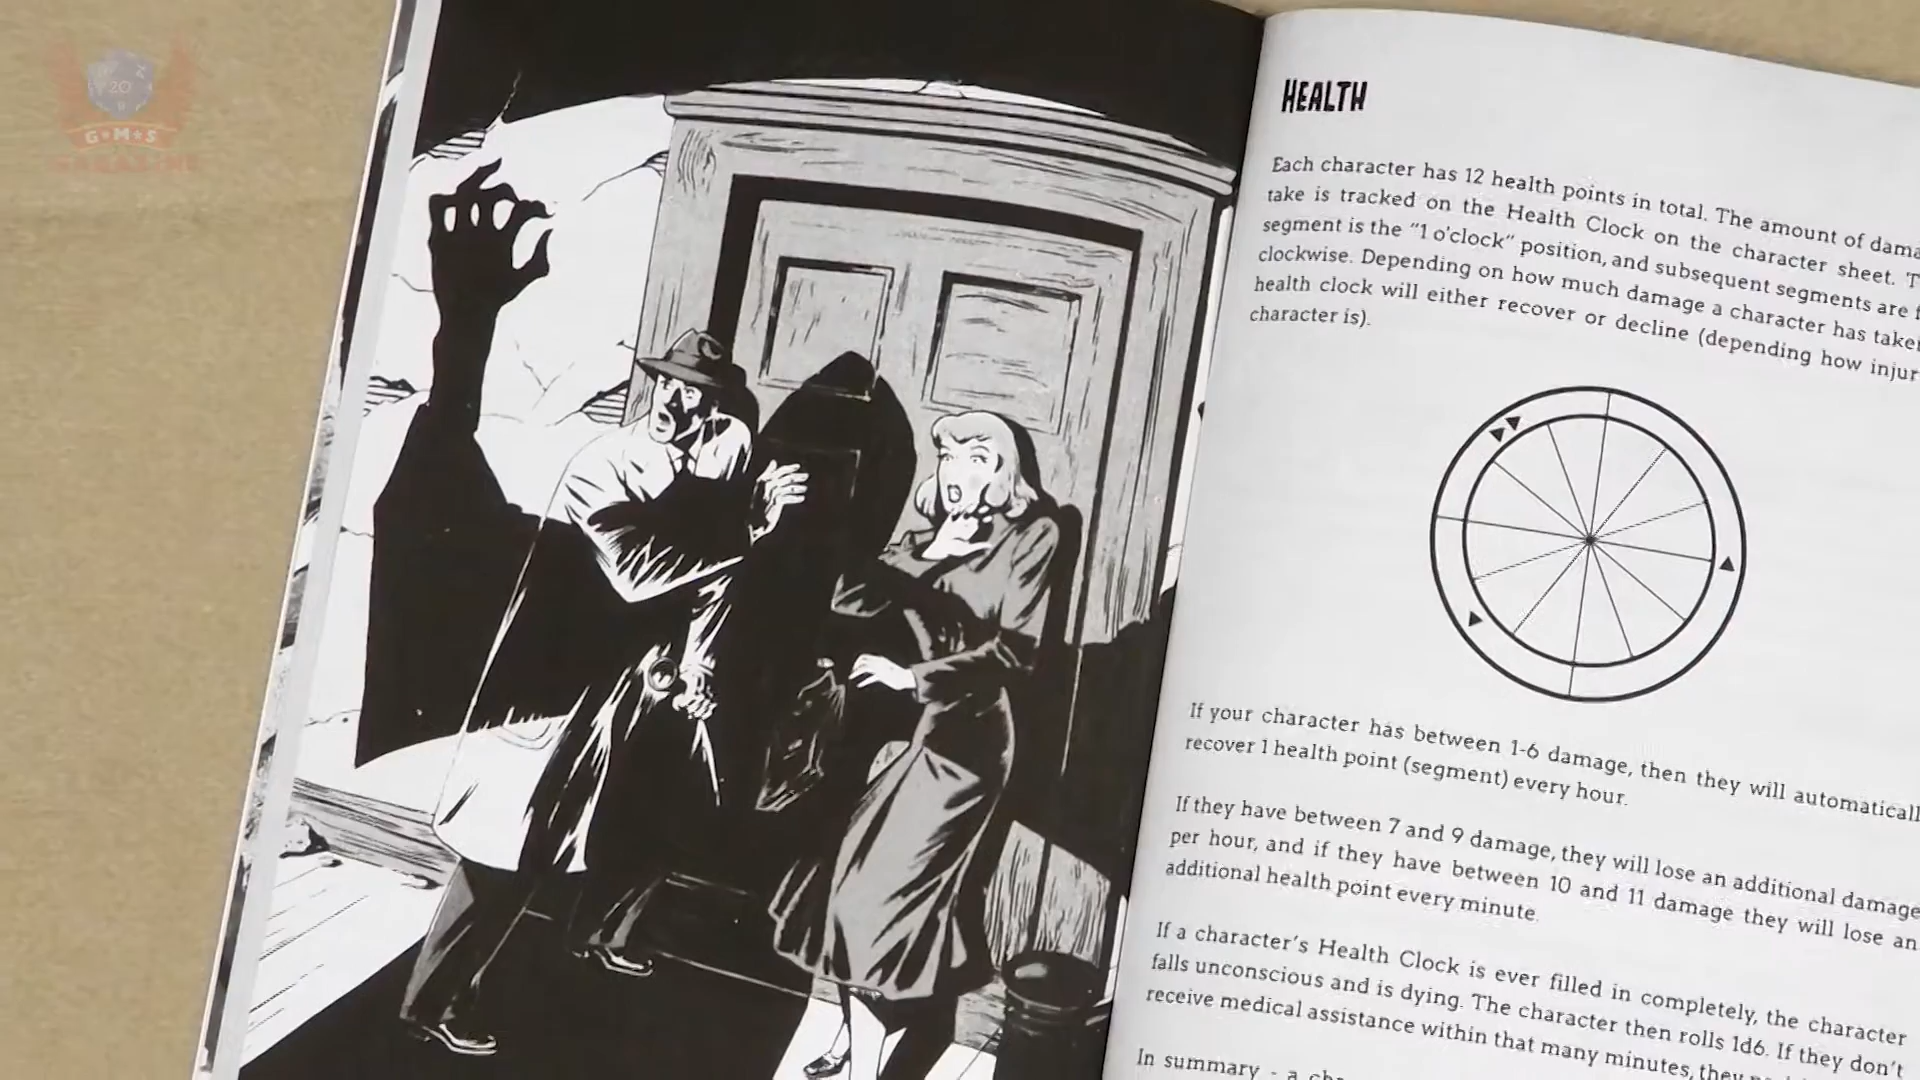 20
G★M★S
MAGAZINE
HEALTH
Each character has 12 health points in total. The amount of
take is tracked on the Health Clock on the character sheet.
segment is the "1 o'clock" position, and subsequent segments are
clockwise. Depending on how much damage a character has
health clock will either recover or decline (depending how
character is).
If your character has between 1-6 damage, then they will
recover 1 health point (segment) every hour.
If they have between 7 and 9 damage, they will lose an additional damage
per hour, and if they have between 10 and 11 damage they will lose an
additional health point every minute.
If a character's Health Clock is ever filled in completely, the character
falls unconscious and is dying. The character then rolls 1d6. If they don't
receive medical assistance within that many minutes, they
In summary - a